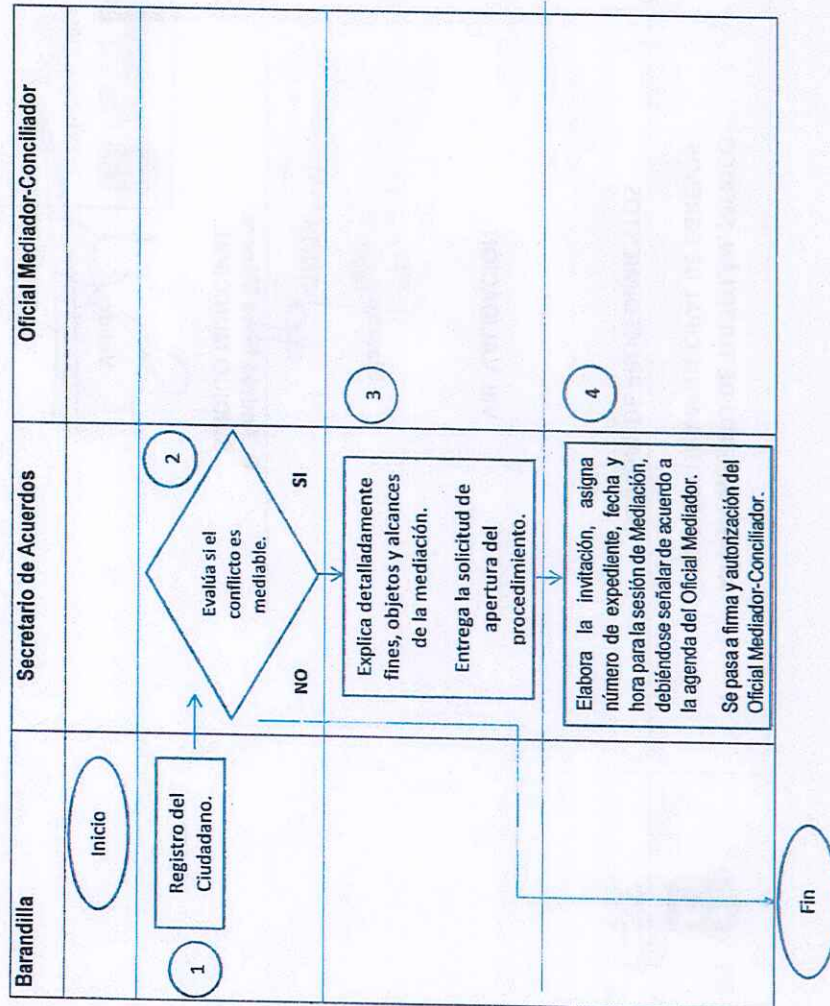 Barandilla
Secretario de Acuerdos
Oficial Mediador-Conciliador
Inicio
1
Registro del
Ciudadano.
2
Evalúa si el
conflicto es
mediable.
NO
SI
3
Explica detalladamente
fines, objetos y alcances
de la mediación.
Entrega la solicitud de
apertura del
procedimiento.
4
Elabora la invitación, asigna
número de expediente, fecha y
hora para la sesión de Mediación,
debiéndose señalar de acuerdo a
la agenda del Oficial Mediador.
Se pasa a firma y autorización del
Oficial Mediador-Conciliador.
Fin